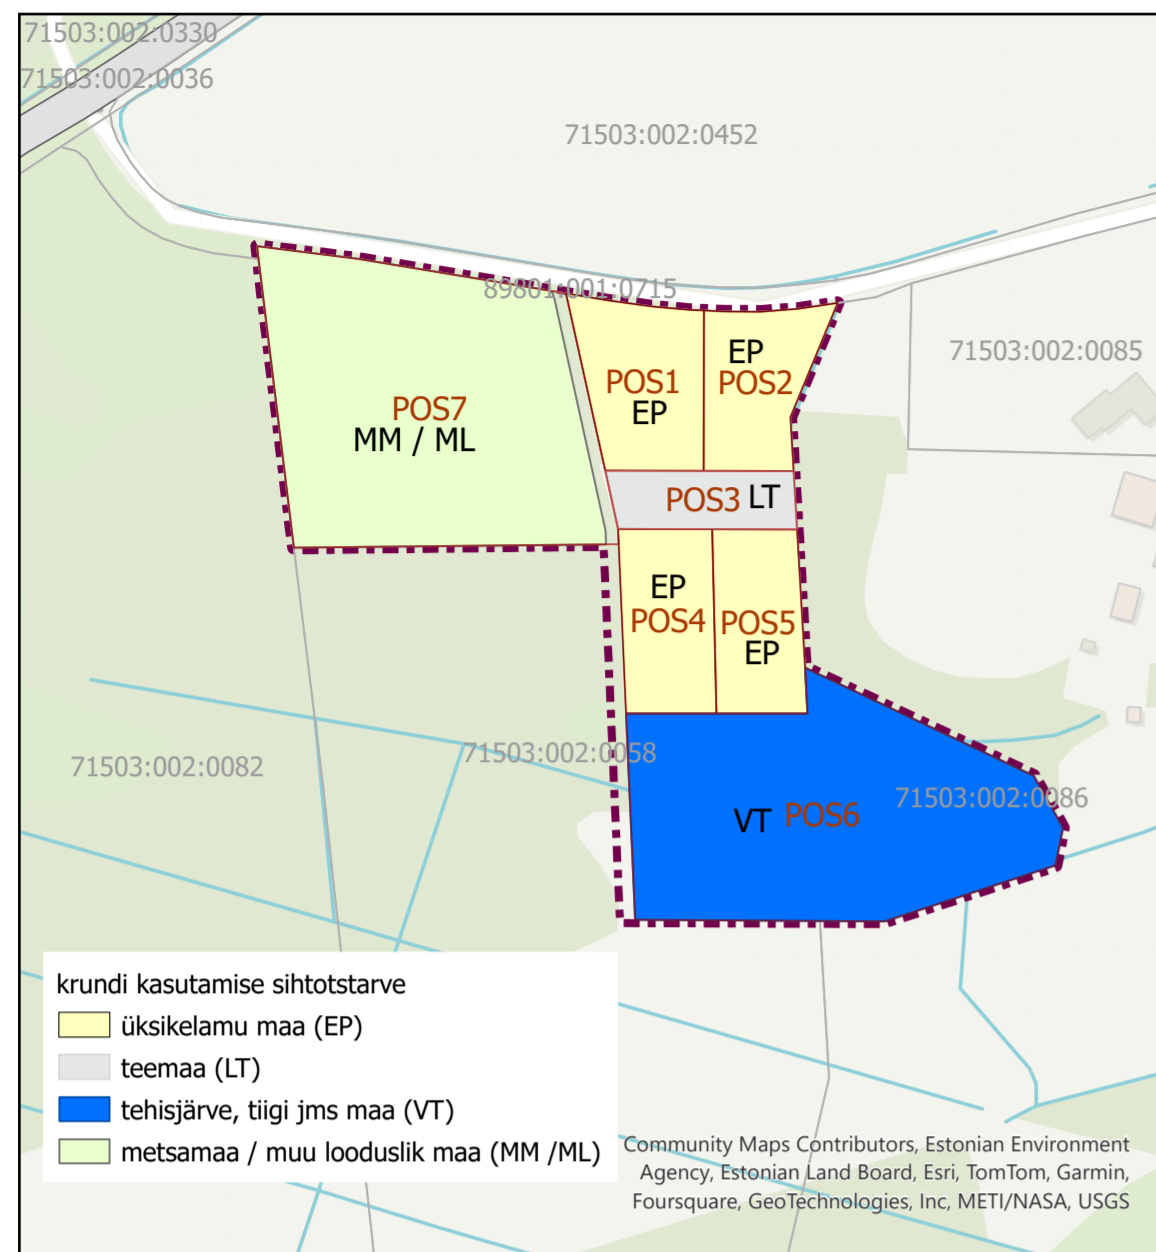 71503:002:0330
71503:002:0036
71503:002:0452
89801:001:0715
71503:002:0085
EP
POS1
POS2
EP
POS7
MM / ML
POS3 LT
EP
POS4
POS5
EP
71503:002:0058
71503:002:0082
71503:002:0086
VT POS6
krundi kasutamise sihtotstarve
üksikelamu maa (EP)
teemaa (LT)
tehisjärve, tiigi jms maa (VT)
metsamaa / muu looduslik maa (MM /ML)
Community Maps Contributors, Estonian Environment
Agency, Estonian Land Board, Esri, TomTom, Garmin,
Foursquare, GeoTechnologies, Inc, METI/NASA, USGS